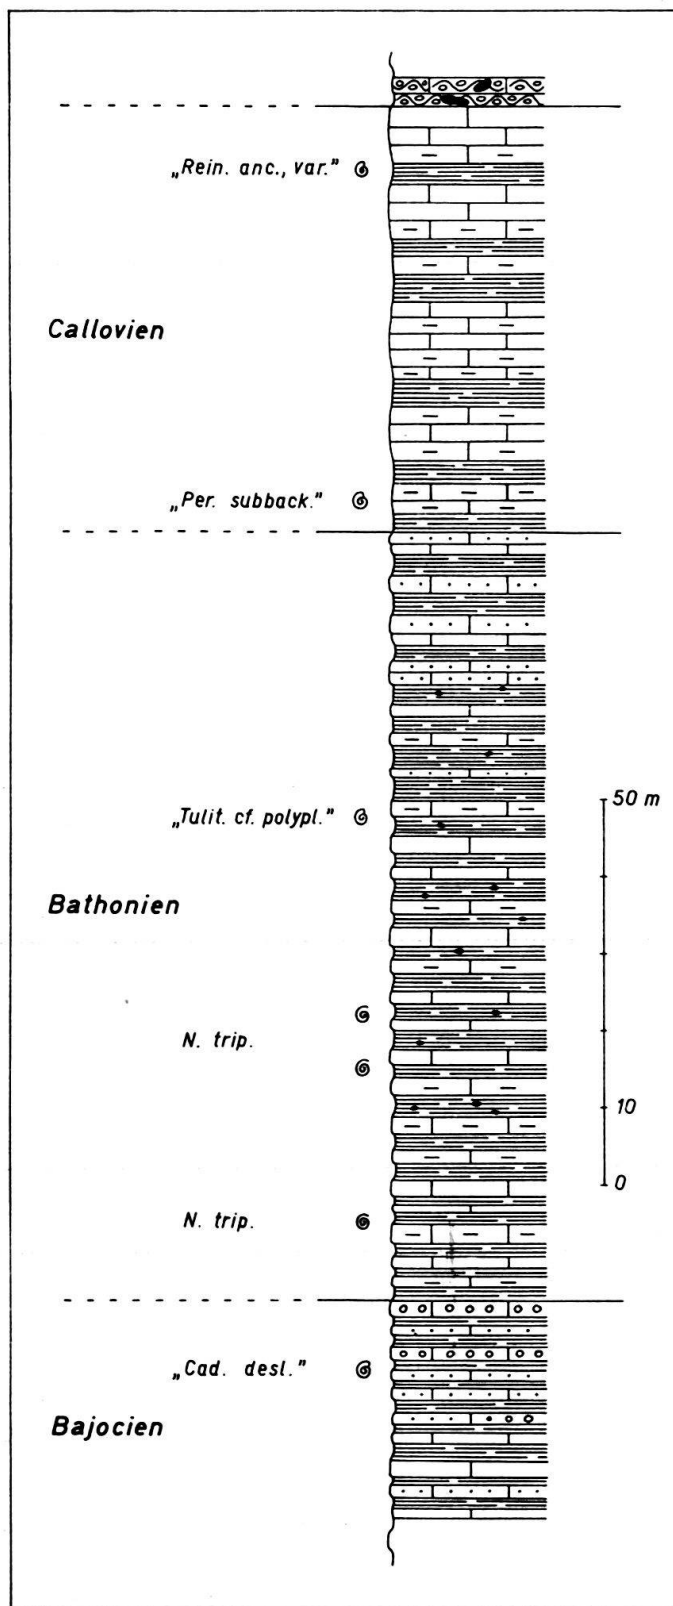 „Rein. anc., var.”
Callovien
„Per. subback.”
50 m
„Tulit. cf. polypl.”
Bathonien
N. trip.
10
0
N. trip.
„Cad. desl.”
Bajocien